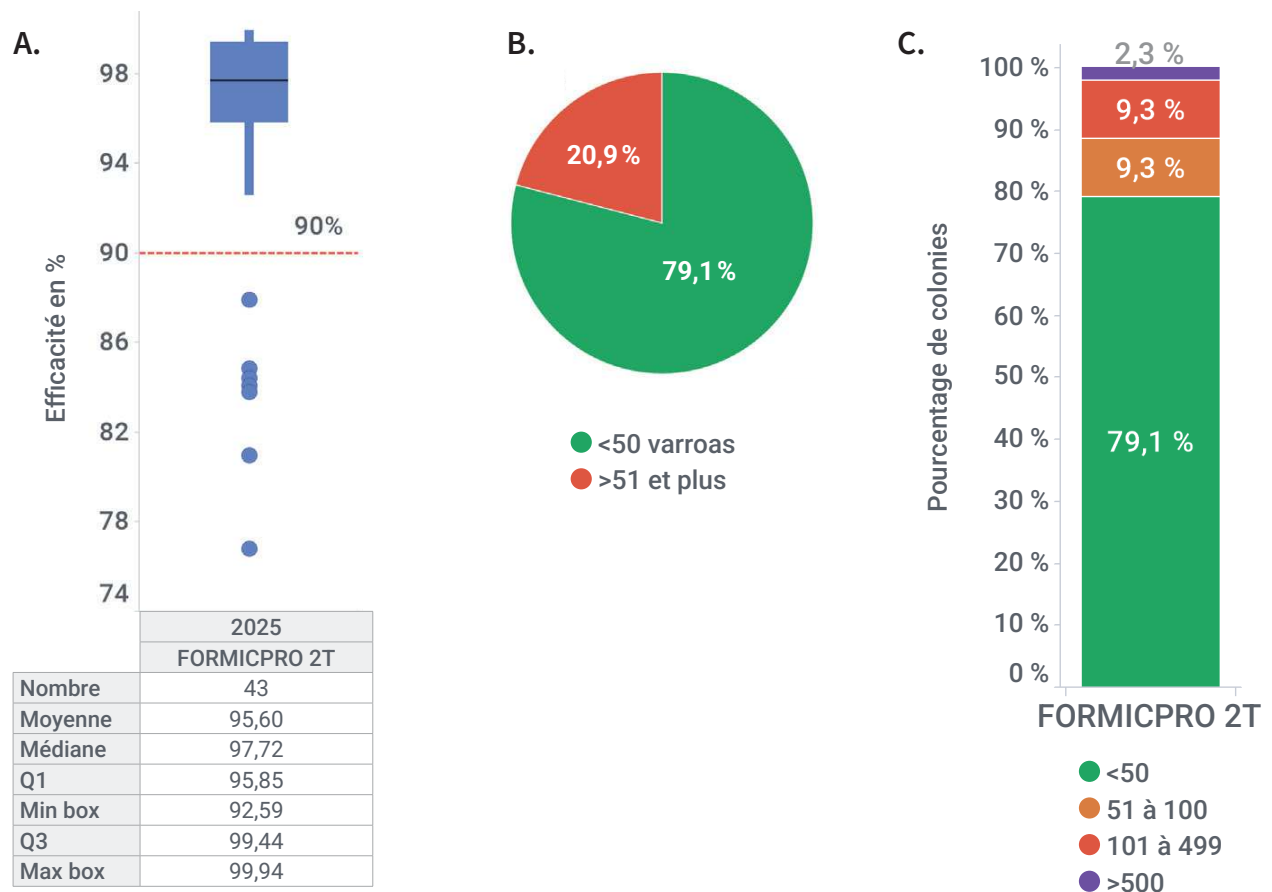 A.
98
94
90
86
82
78
74
Efficacité en %
90%
2025
FORMICPRO 2T
Nombre 43
Moyenne 95,60
Médiane 97,72
Q1 95,85
Min box 92,59
Q3 99,44
Max box 99,94
B.
20,9 %
79,1 %
<50 varroas
>51 et plus
C.
Pourcentage de colonies
100 %
90 %
80 %
70 %
60 %
50 %
40 %
30 %
20 %
10 %
0 %
2,3 %
9,3 %
9,3 %
79,1 %
FORMICPRO 2T
<50
51 à 100
101 à 499
>500